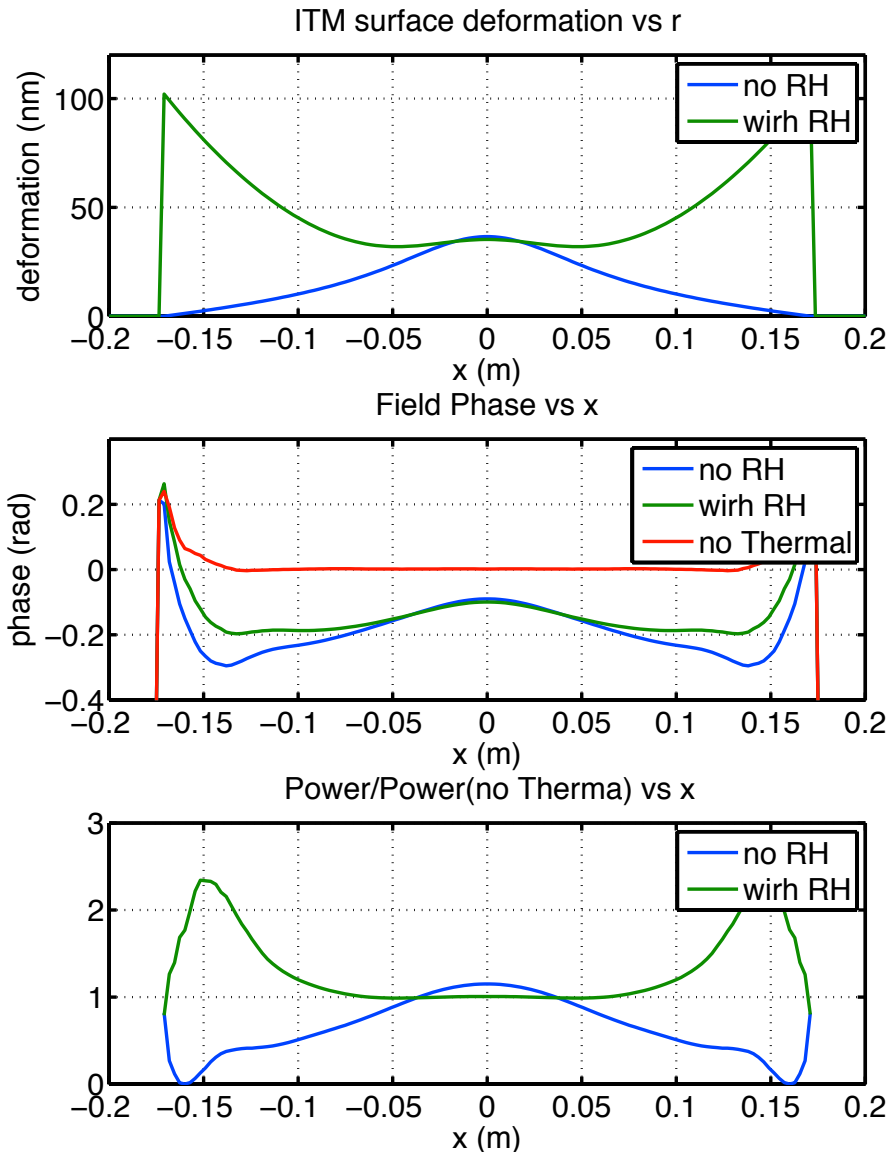 ITM surface deformation vs r
deformation (nm)
100
50
0
no RH
wirh RH
−0.2 −0.15 −0.1 −0.05 0 0.05 0.1 0.15 0.2
x (m)
Field Phase vs x
phase (rad)
0.2
0
−0.2
−0.4
no RH
wirh RH
no Thermal
−0.2 −0.15 −0.1 −0.05 0 0.05 0.1 0.15 0.2
x (m)
Power/Power(no Therma) vs x
3
2
1
0
no RH
wirh RH
−0.2 −0.15 −0.1 −0.05 0 0.05 0.1 0.15 0.2
x (m)